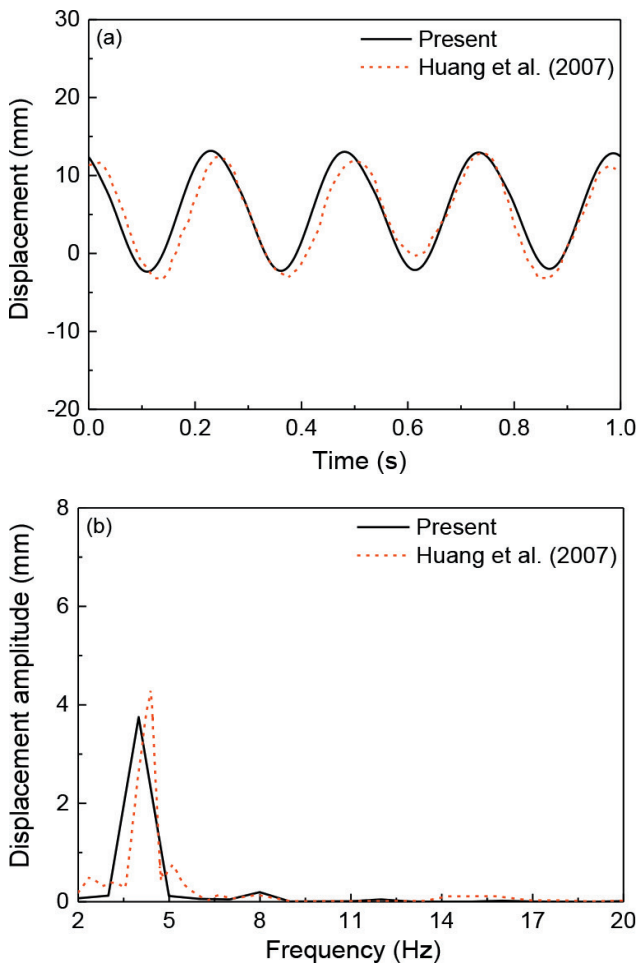 (a)
Present
Huang et al. (2007)
Displacement (mm)
30
20
10
0
-10
-20
0.0 0.2 0.4 0.6 0.8 1.0
Time (s)
(b)
Present
Huang et al. (2007)
Displacement amplitude (mm)
8
6
4
2
0
2 5 8 11 14 17 20
Frequency (Hz)